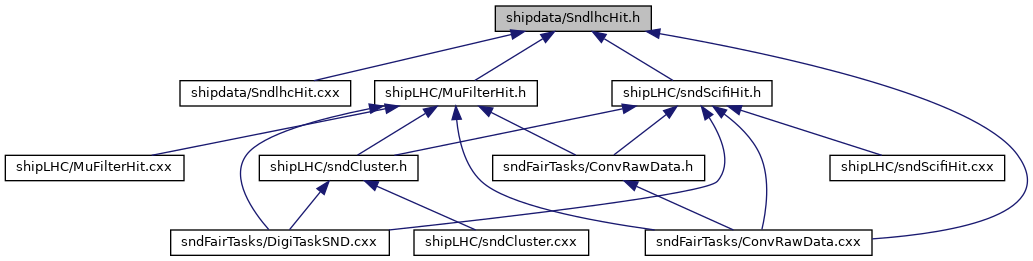 shipdata/SndlhcHit.h
shipdata/SndlhcHit.cxx
shipLHC/MuFilterHit.h
shipLHC/sndScifiHit.h
shipLHC/MuFilterHit.cxx
shipLHC/sndCluster.h
sndFairTasks/ConvRawData.h
shipLHC/sndScifiHit.cxx
sndFairTasks/DigiTaskSND.cxx
shipLHC/sndCluster.cxx
sndFairTasks/ConvRawData.cxx